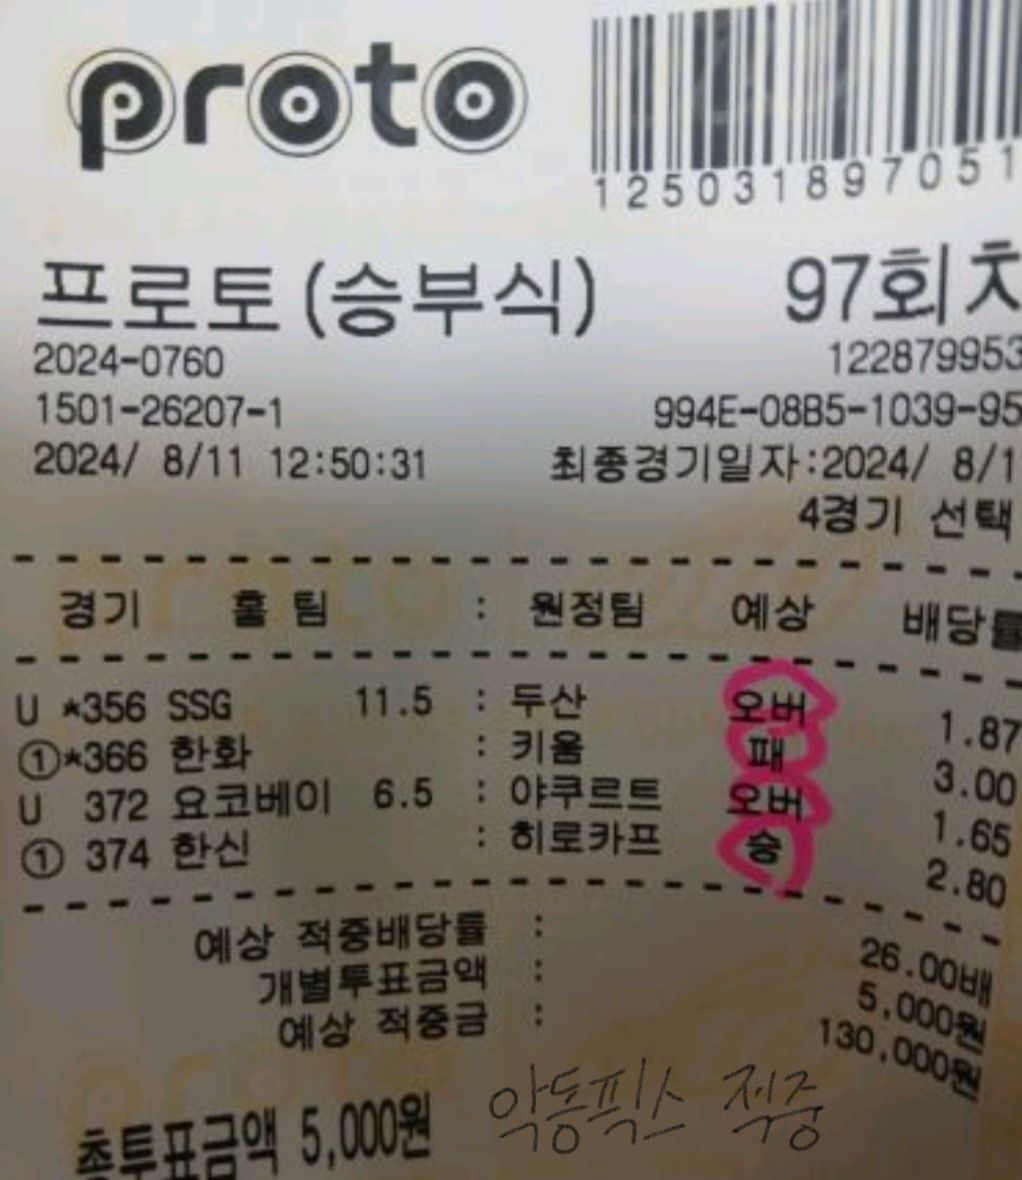 proto
125031897051
프로토(승부식) 97회차
2024-0760 122879953
1501-26207-1 994E-08B5-1039-95
2024/ 8/11 12:50:31 최종경기일자:2024/ 8/1
4경기 선택
경기 홈 팀 : 원정팀 예상 배당률
U *356 SSG 11.5 : 두산 오버 1.87
①*366 한화 : 키움 패 3.00
U 372 요코베이 6.5 : 야쿠르트 오버 1.65
① 374 한신 : 히로카프 승 2.80
예상 적중배당률 : 26.00배
개별투표금액 : 5,000원
예상 적중금 : 130,000원
총투표금액 5,000원
악동픽스 적중